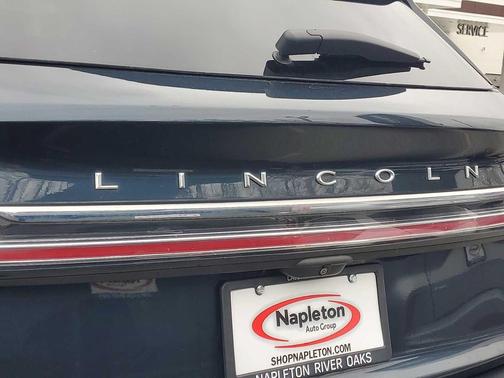 SERVICE
LINCOLN
Napleton
Auto Group
SHOPNAPLETON.COM
NAPLETON RIVER OAKS